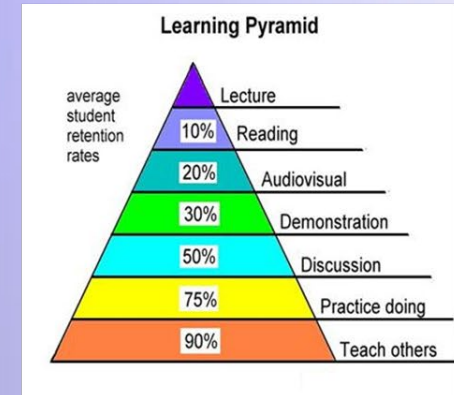 Learning Pyramid
average
student
retention
rates
Lecture
10% Reading
20% Audiovisual
30% Demonstration
50% Discussion
75% Practice doing
90% Teach others